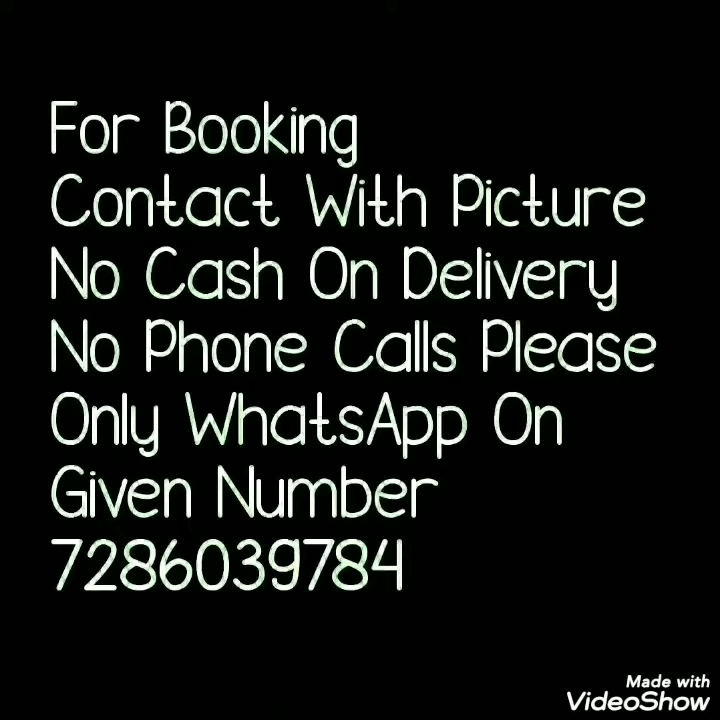 For Booking
Contact With Picture
No Cash On Delivery
No Phone Calls Please
Only WhatsApp On
Given Number
7286039784
Made with
VideoShow